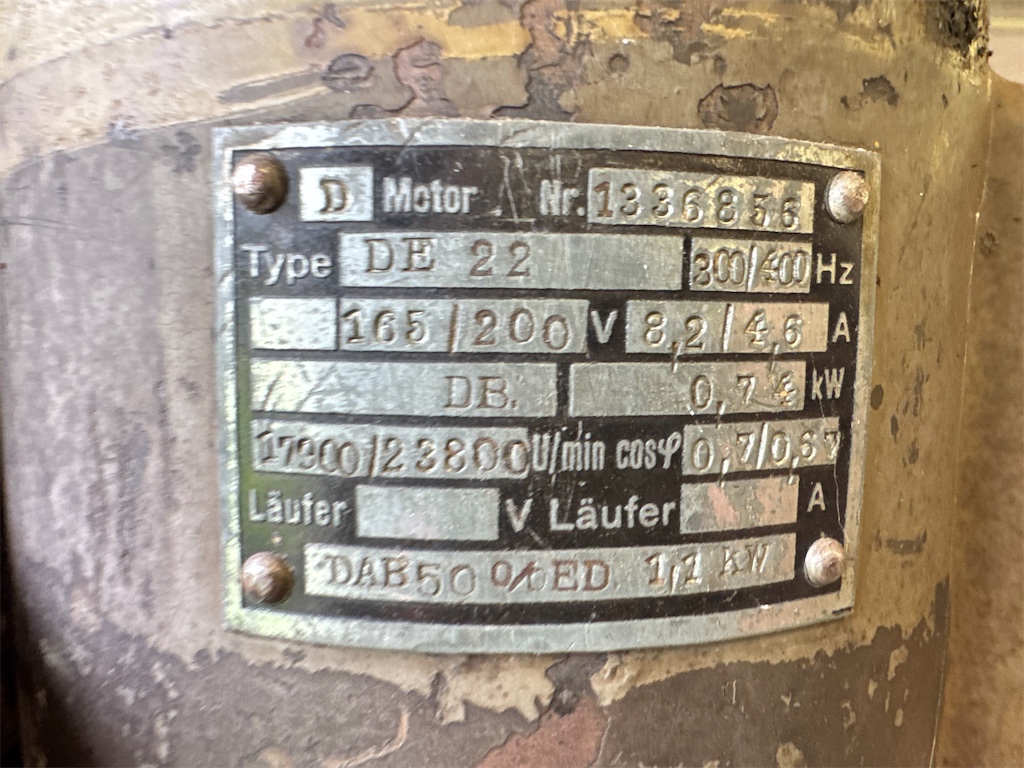 D Motor Nr. 1336856
Type DE 22 300/400 Hz
165/200 V 8,2/4,6 A
DB. 0,74 kW
17900/23800 U/min cosφ 0,7/0,67
Läufer V Läufer A
DAB 50 % ED 1,1 KW